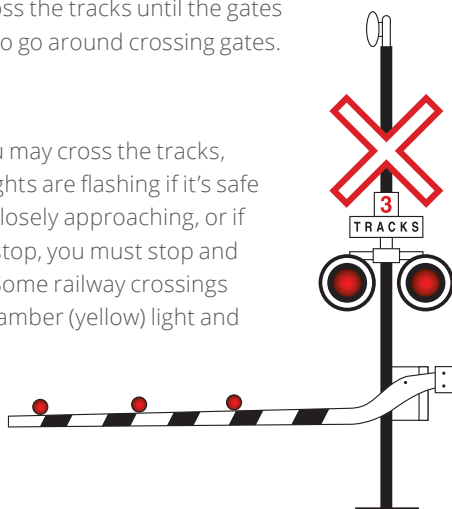 oss the tracks until the gates
o go around crossing gates.
u may cross the tracks,
ghts are flashing if it's safe
losely approaching, or if
stop, you must stop and
Some railway crossings
amber (yellow) light and
3
TRACKS